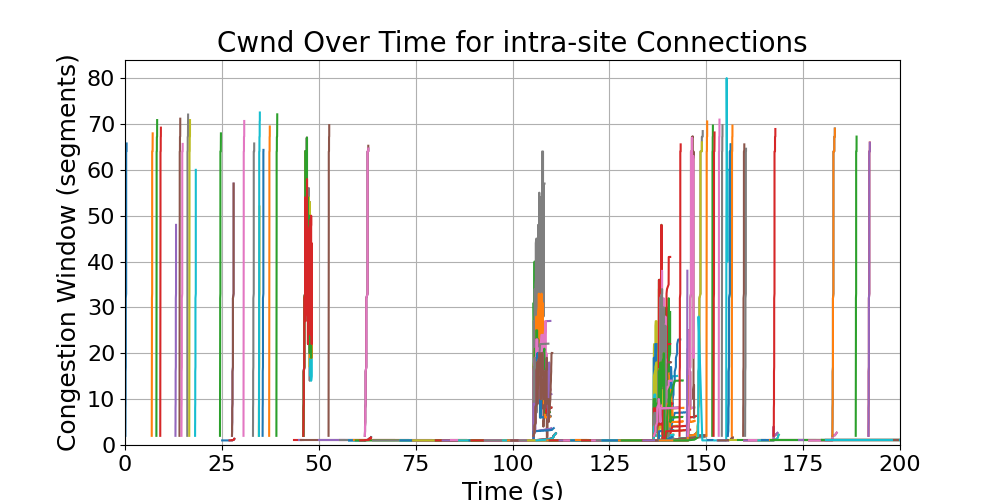 Cwnd Over Time for intra-site Connections
Congestion Window (segments)
80
70
60
50
40
30
20
10
0
0 25 50 75 100 125 150 175 200
Time (s)